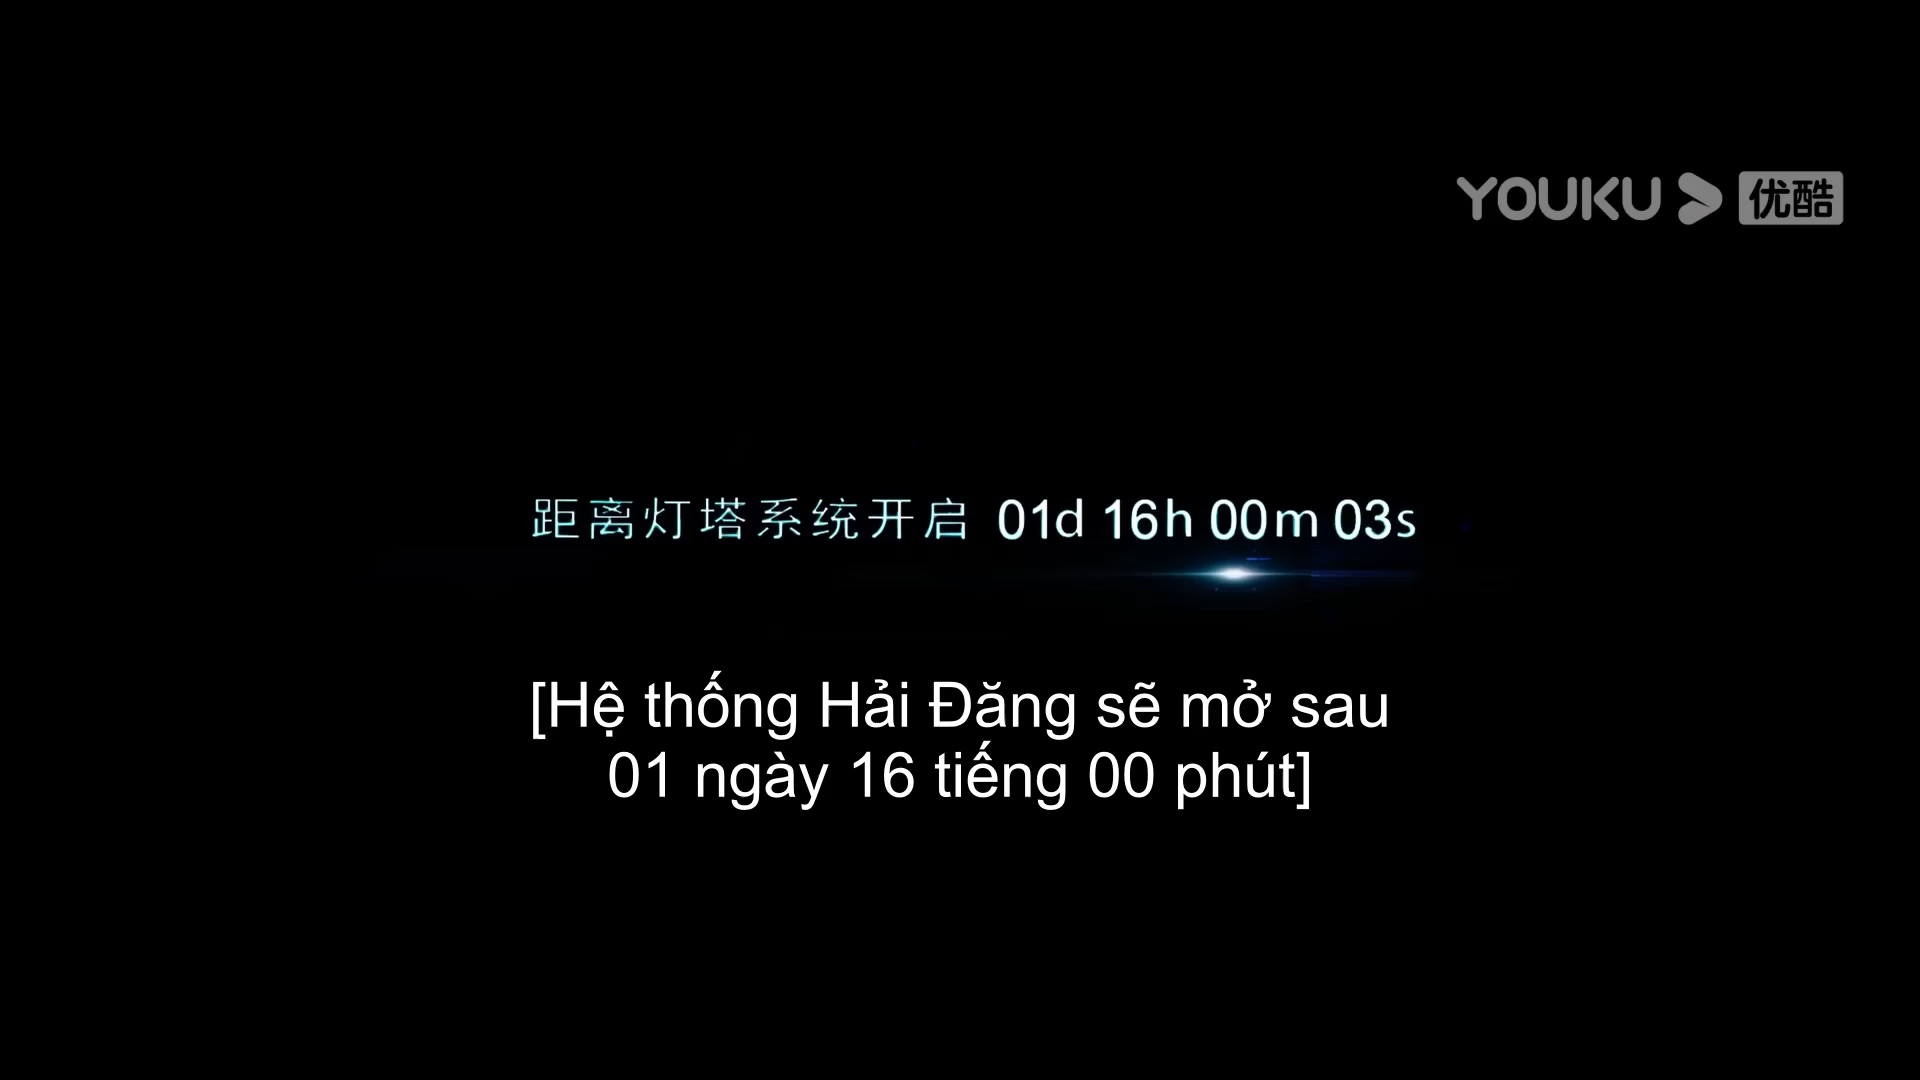 YOUKU 优酷
距离灯塔系统开启 01d 16h 00m 03s
[Hệ thống Hải Đăng sẽ mở sau
01 ngày 16 tiếng 00 phút]